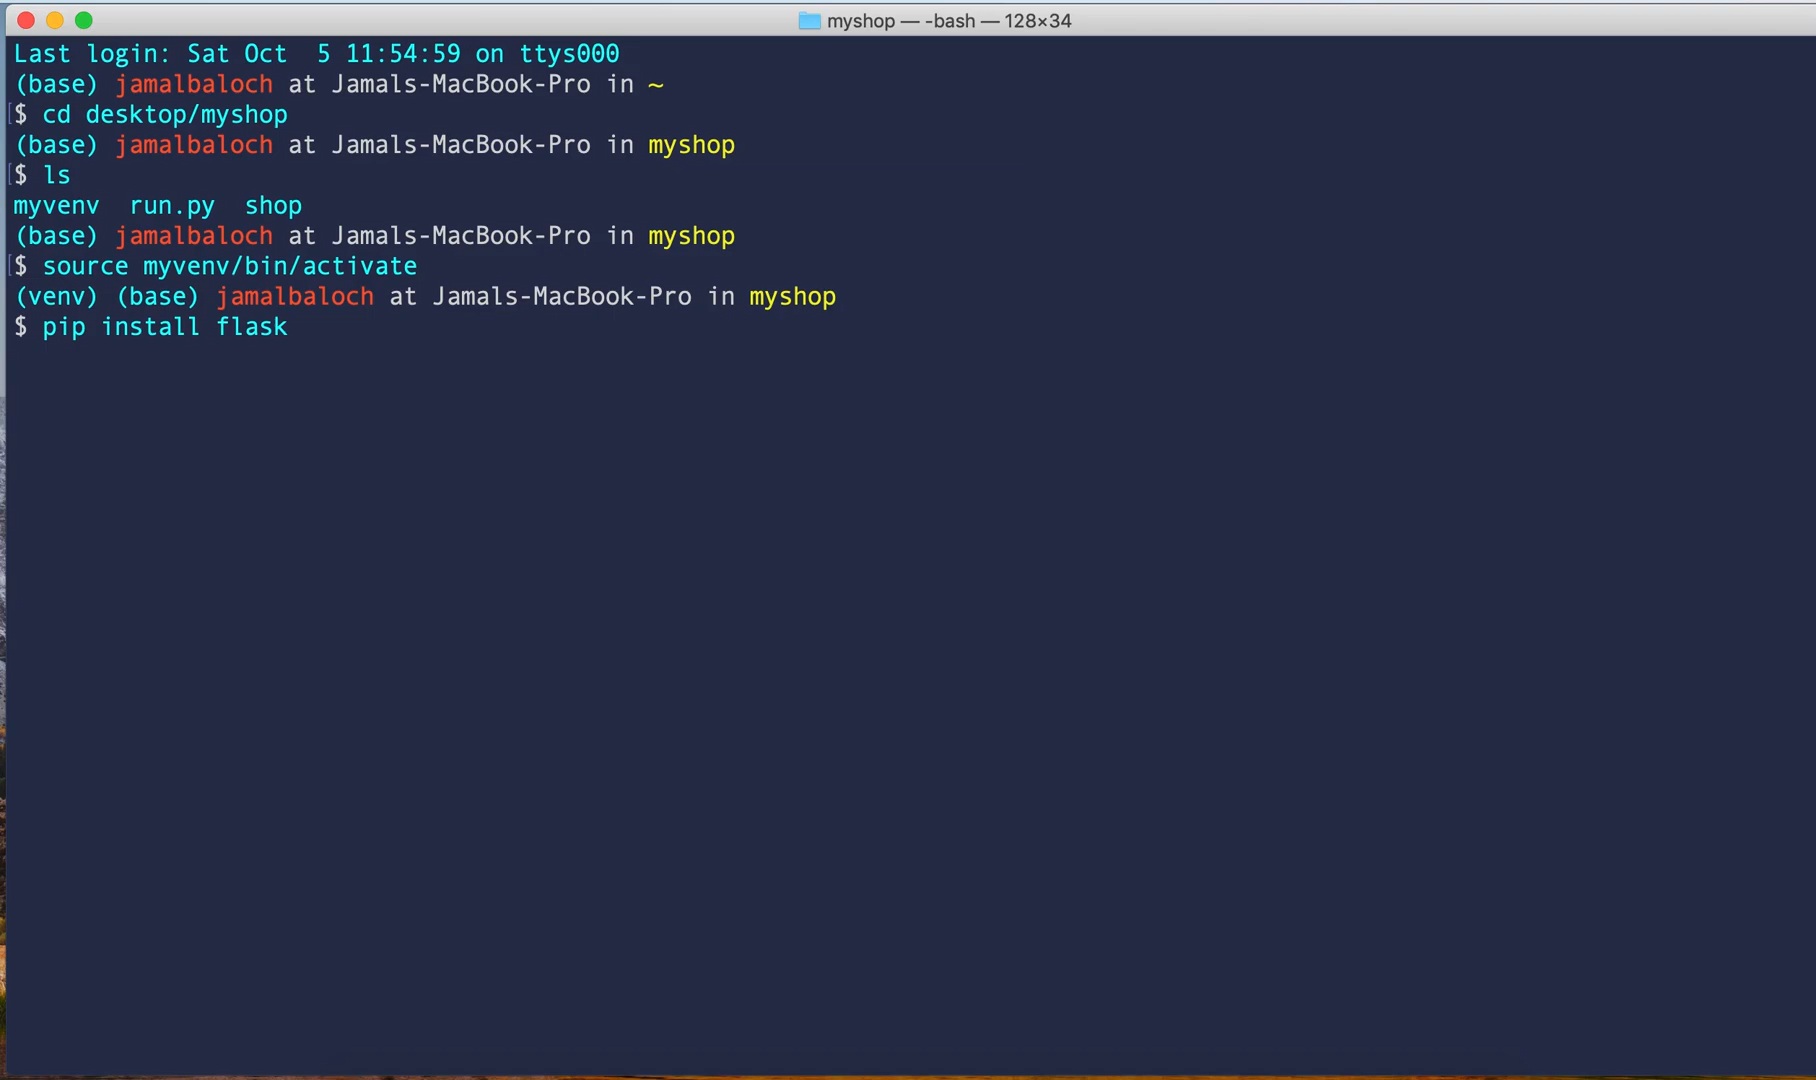 myshop — -bash — 128×34
Last login: Sat Oct  5 11:54:59 on ttys000
(base) jamalbaloch at Jamals-MacBook-Pro in ~
[$ cd desktop/myshop
(base) jamalbaloch at Jamals-MacBook-Pro in myshop
[$ ls
myvenv  run.py  shop
(base) jamalbaloch at Jamals-MacBook-Pro in myshop
[$ source myvenv/bin/activate
(venv) (base) jamalbaloch at Jamals-MacBook-Pro in myshop
$ pip install flask